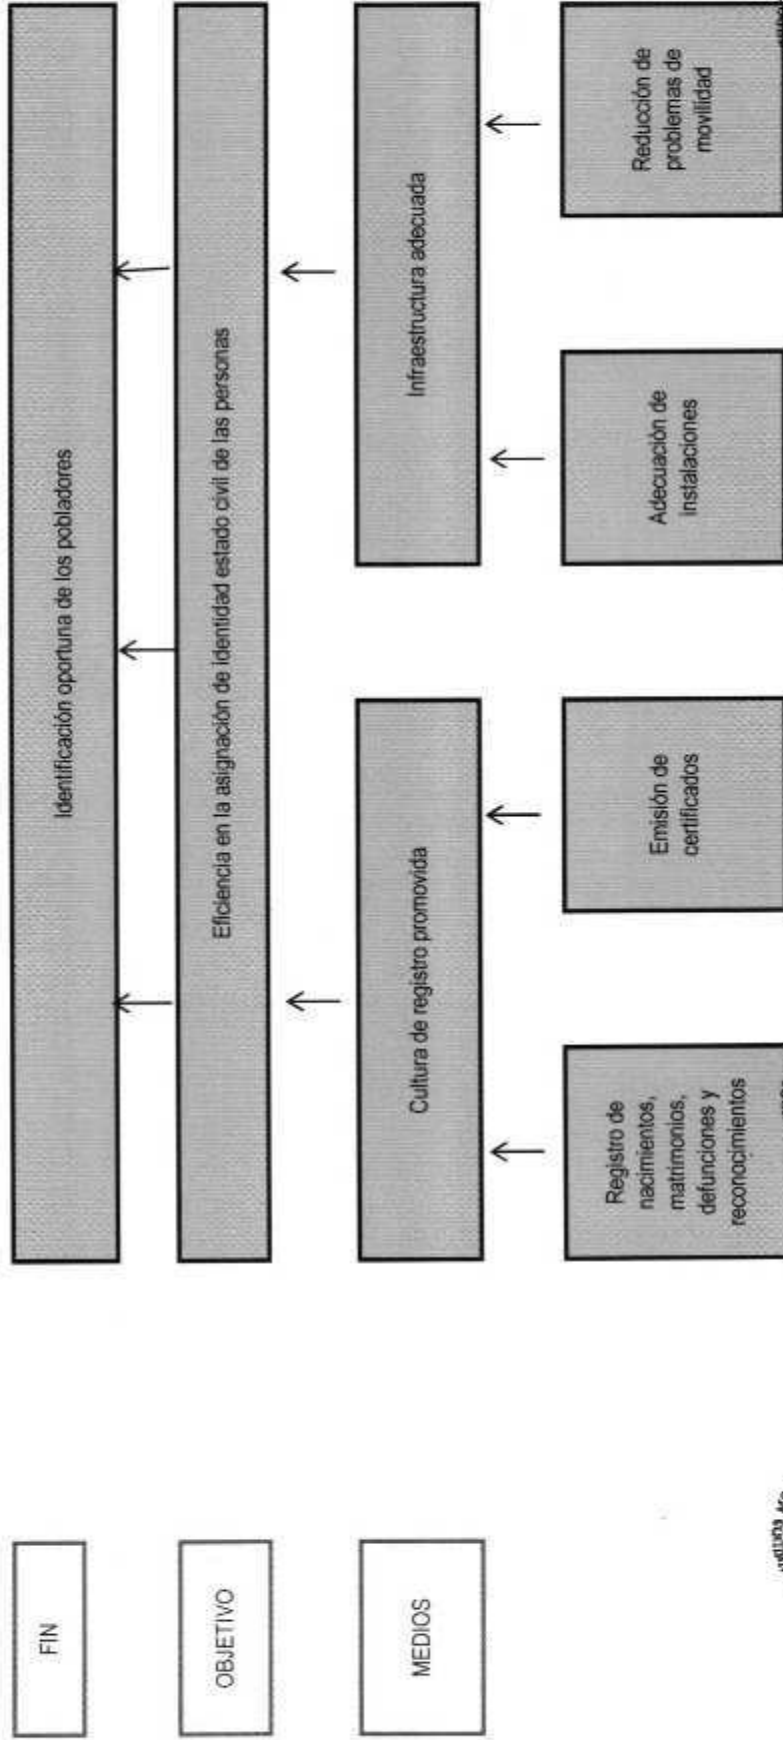 FIN
Identificación oportuna de los pobladores
OBJETIVO
Eficiencia en la asignación de identidad estado civil de las personas
MEDIOS
Cultura de registro promovida
Infraestructura adecuada
Registro de
nacimientos,
matrimonios,
defunciones y
reconocimientos
Emisión de
certificados
Adecuación de
instalaciones
Reducción de
problemas de
movilidad